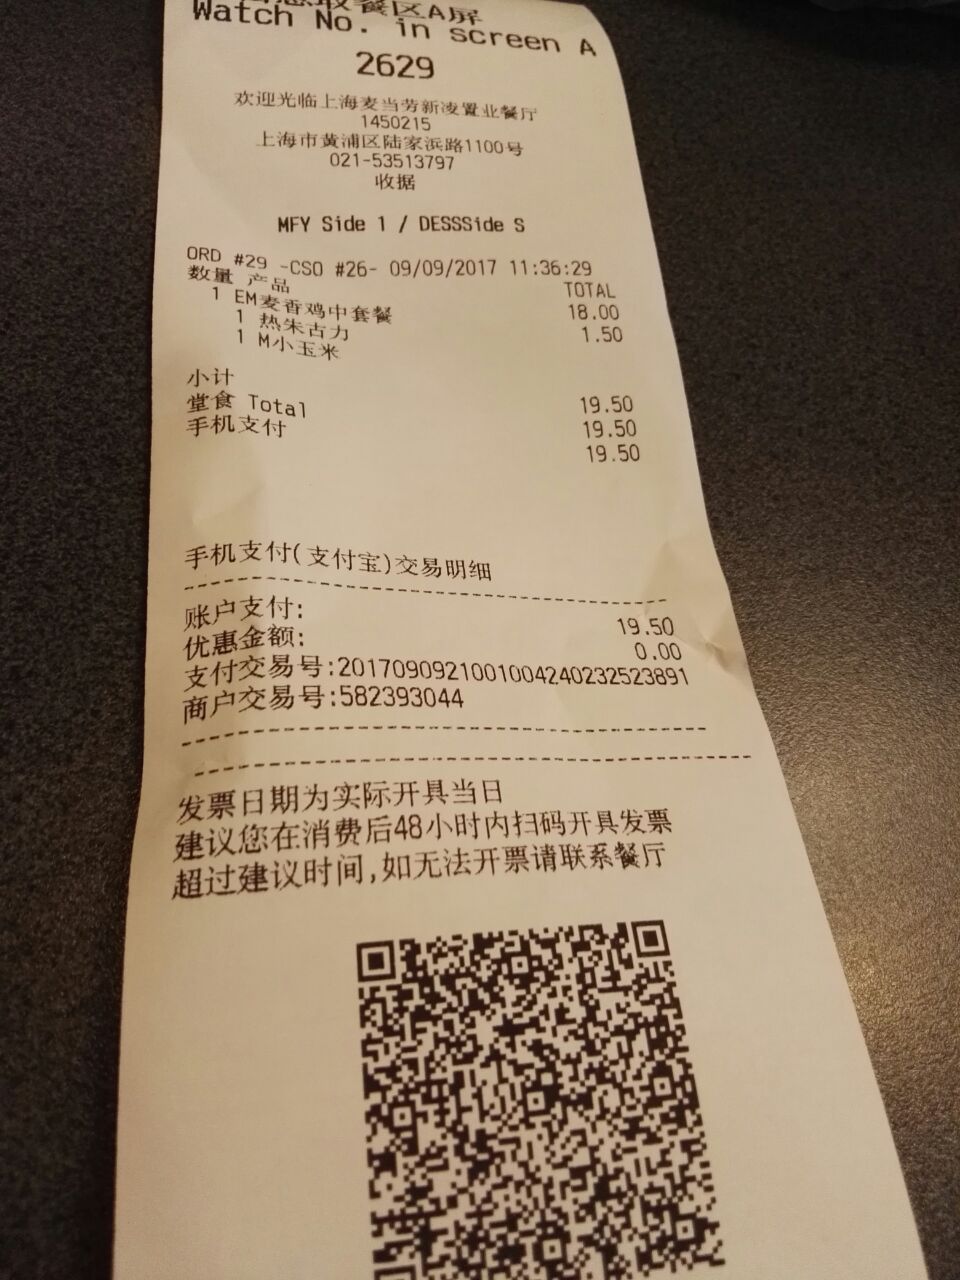 取餐区A屏
Watch No. in screen A
2629
欢迎光临上海麦当劳新凌置业餐厅
1450215
上海市黄浦区陆家浜路1100号
021-53513797
收据
MFY Side 1 / DESSSide S
ORD #29 -CSO #26- 09/09/2017 11:36:29
数量 产品 TOTAL
1 EM麦香鸡中套餐 18.00
1 热朱古力 1.50
1 M小玉米
小计 19.50
堂食 Total 19.50
手机支付 19.50
手机支付(支付宝)交易明细
账户支付: 19.50
优惠金额: 0.00
支付交易号:2017090921001004240232523891
商户交易号:582393044
发票日期为实际开具当日
建议您在消费后48小时内扫码开具发票
超过建议时间,如无法开票请联系餐厅